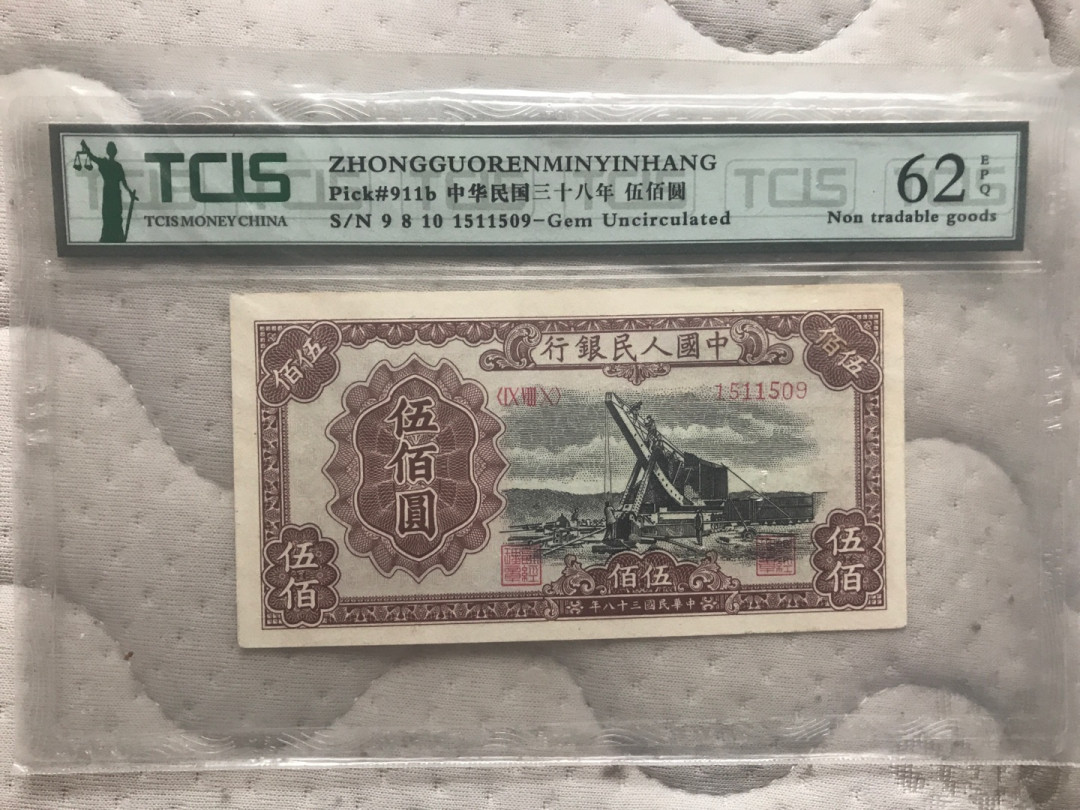 TCIS
TCIS MONEY CHINA
ZHONGGUORENMINYINHANG
Pick#911b 中华民国三十八年 伍佰圆
S/N 9 8 10 1511509-Gem Uncirculated
62 EPQ
Non tradable goods
行銀民人國中
伍佰
佰伍
〈IX VIII X〉
1511509
伍佰圓
伍佰
佰伍
伍佰
年八十三國民華中